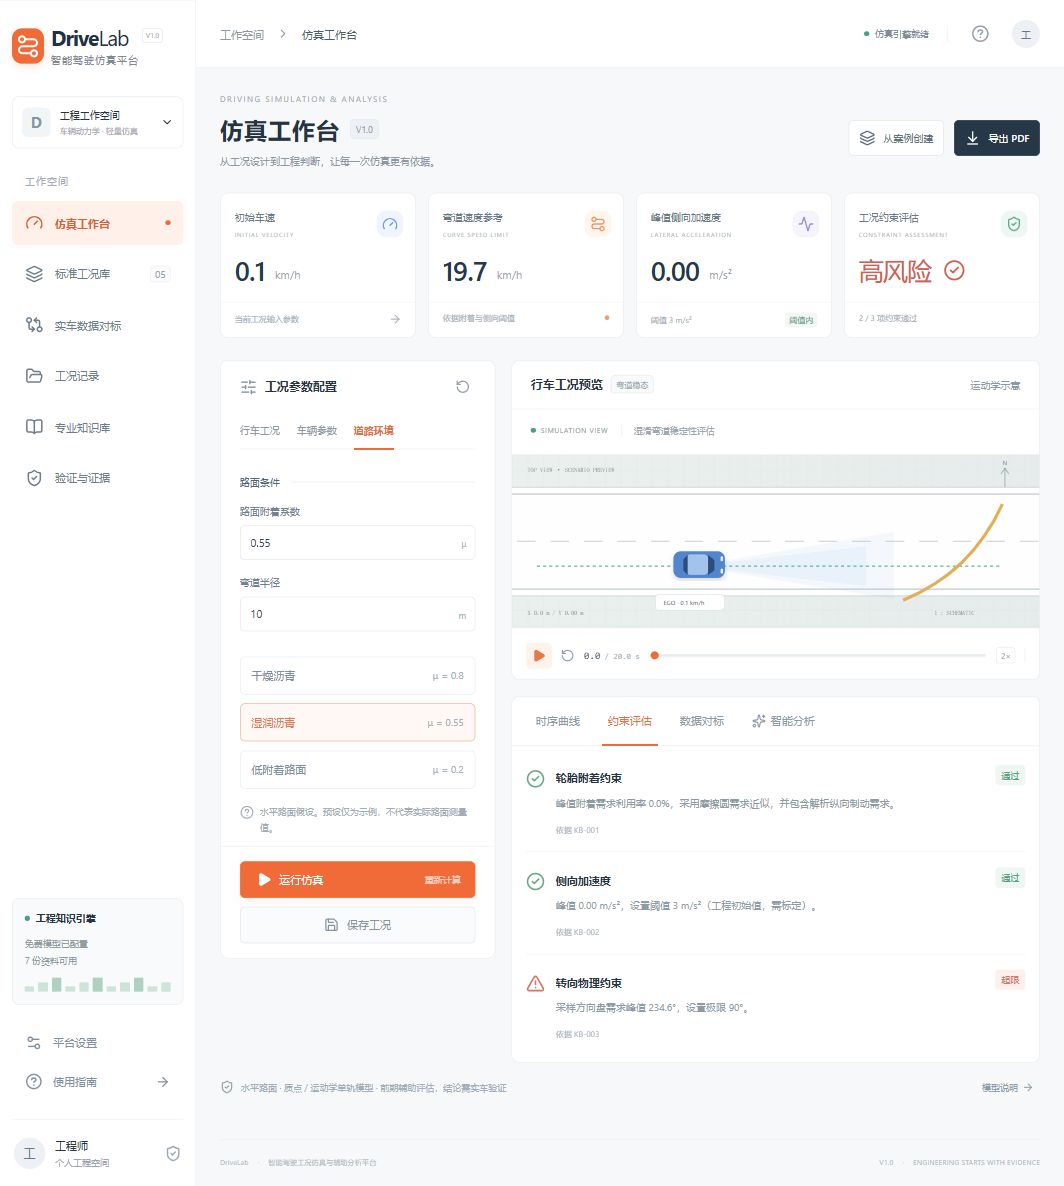 DriveLab V1.0
智能驾驶仿真平台
D
工程工作空间
车辆动力学 · 轻量仿真
工作空间
仿真工作台
标准工况库 05
实车数据对标
工况记录
专业知识库
验证与证据
工程知识引擎
免费模型已配置
7 份资料可用
平台设置
使用指南
工
工程师
个人工程空间
工作空间 仿真工作台
仿真引擎就绪
工
DRIVING SIMULATION & ANALYSIS
仿真工作台 V1.0
从工况设计到工程判断，让每一次仿真更有依据。
从案例创建
导出 PDF
初始车速
INITIAL VELOCITY
0.1 km/h
当前工况输入参数
弯道速度参考
CURVE SPEED LIMIT
19.7 km/h
依据附着与侧向阈值
峰值侧向加速度
LATERAL ACCELERATION
0.00 m/s²
阈值 3 m/s² 阈值内
工况约束评估
CONSTRAINT ASSESSMENT
高风险
2 / 3 项约束通过
工况参数配置
行车工况 车辆参数 道路环境
路面条件
路面附着系数
0.55 μ
弯道半径
10 m
干燥沥青 μ = 0.8
湿润沥青 μ = 0.55
低附着路面 μ = 0.2
水平路面假设。预设仅为示例，不代表实际路面测量
值。
运行仿真 重新计算
保存工况
行车工况预览 弯道稳态 运动学示意
SIMULATION VIEW 湿滑弯道稳定性评估
TOP VIEW • SCENARIO PREVIEW
N
EGO · 0.1 km/h
X 0.0 m / Y 0.00 m
1 : SCHEMATIC
0.0 / 20.0 s 2×
时序曲线 约束评估 数据对标 智能分析
轮胎附着约束 通过
峰值附着需求利用率 0.0%，采用摩擦圆需求近似，并包含解析纵向制动需求。
依据 KB-001
侧向加速度 通过
峰值 0.00 m/s²，设置阈值 3 m/s²（工程初始值，需标定）。
依据 KB-002
转向物理约束 超限
采样方向盘需求峰值 234.6°，设置极限 90°。
依据 KB-003
水平路面 · 质点 / 运动学单轨模型 · 前期辅助评估，结论需实车验证
模型说明
DriveLab · 智能驾驶工况仿真与辅助分析平台
V1.0 · ENGINEERING STARTS WITH EVIDENCE